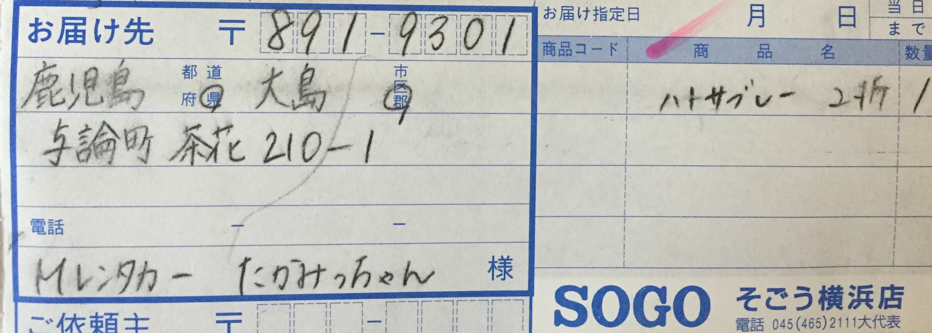 お届け先 〒 891-9301
鹿児島 都道府県 大島 市区郡
与論町 茶花 210-1
電話 - -
Mレンタカー たかみっちゃん 様
ご依頼主 〒
お届け指定日 月 日 当日
まで
商品コード 商品名 数量
ハトサブレー 1
SOGO そごう横浜店
電話 045(465)2111大代表